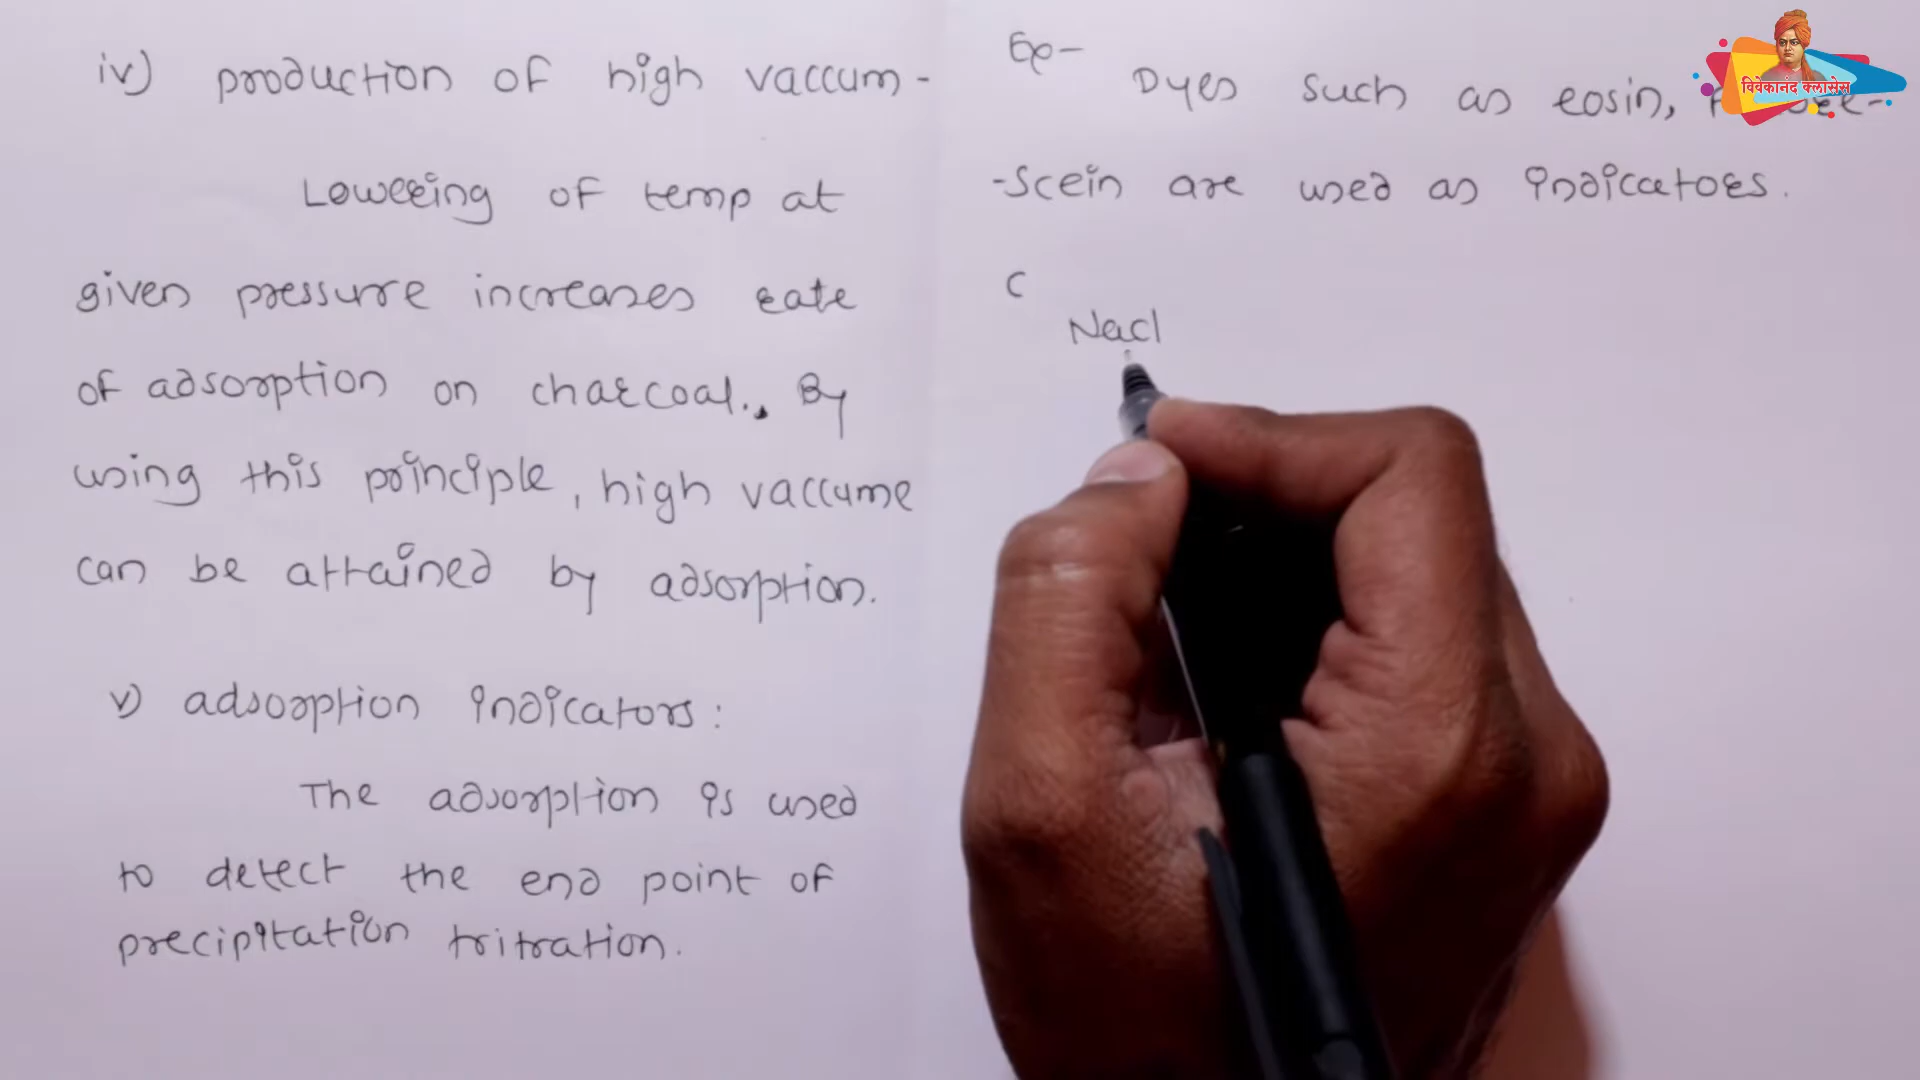 iv) production of high vaccum -
Lowering of temp at
given pressure increases rate
of adsorption on charcoal. By
using this principle, high vaccume
can be attained by adsorption.
v) adsorption indicators:
The adsorption is used
to detect the end point of
precipitation tritration.
Ex-
Dyes such as eosin,
-scein are used as indicators.
C
Nacl
विवेकानंद क्लासेस